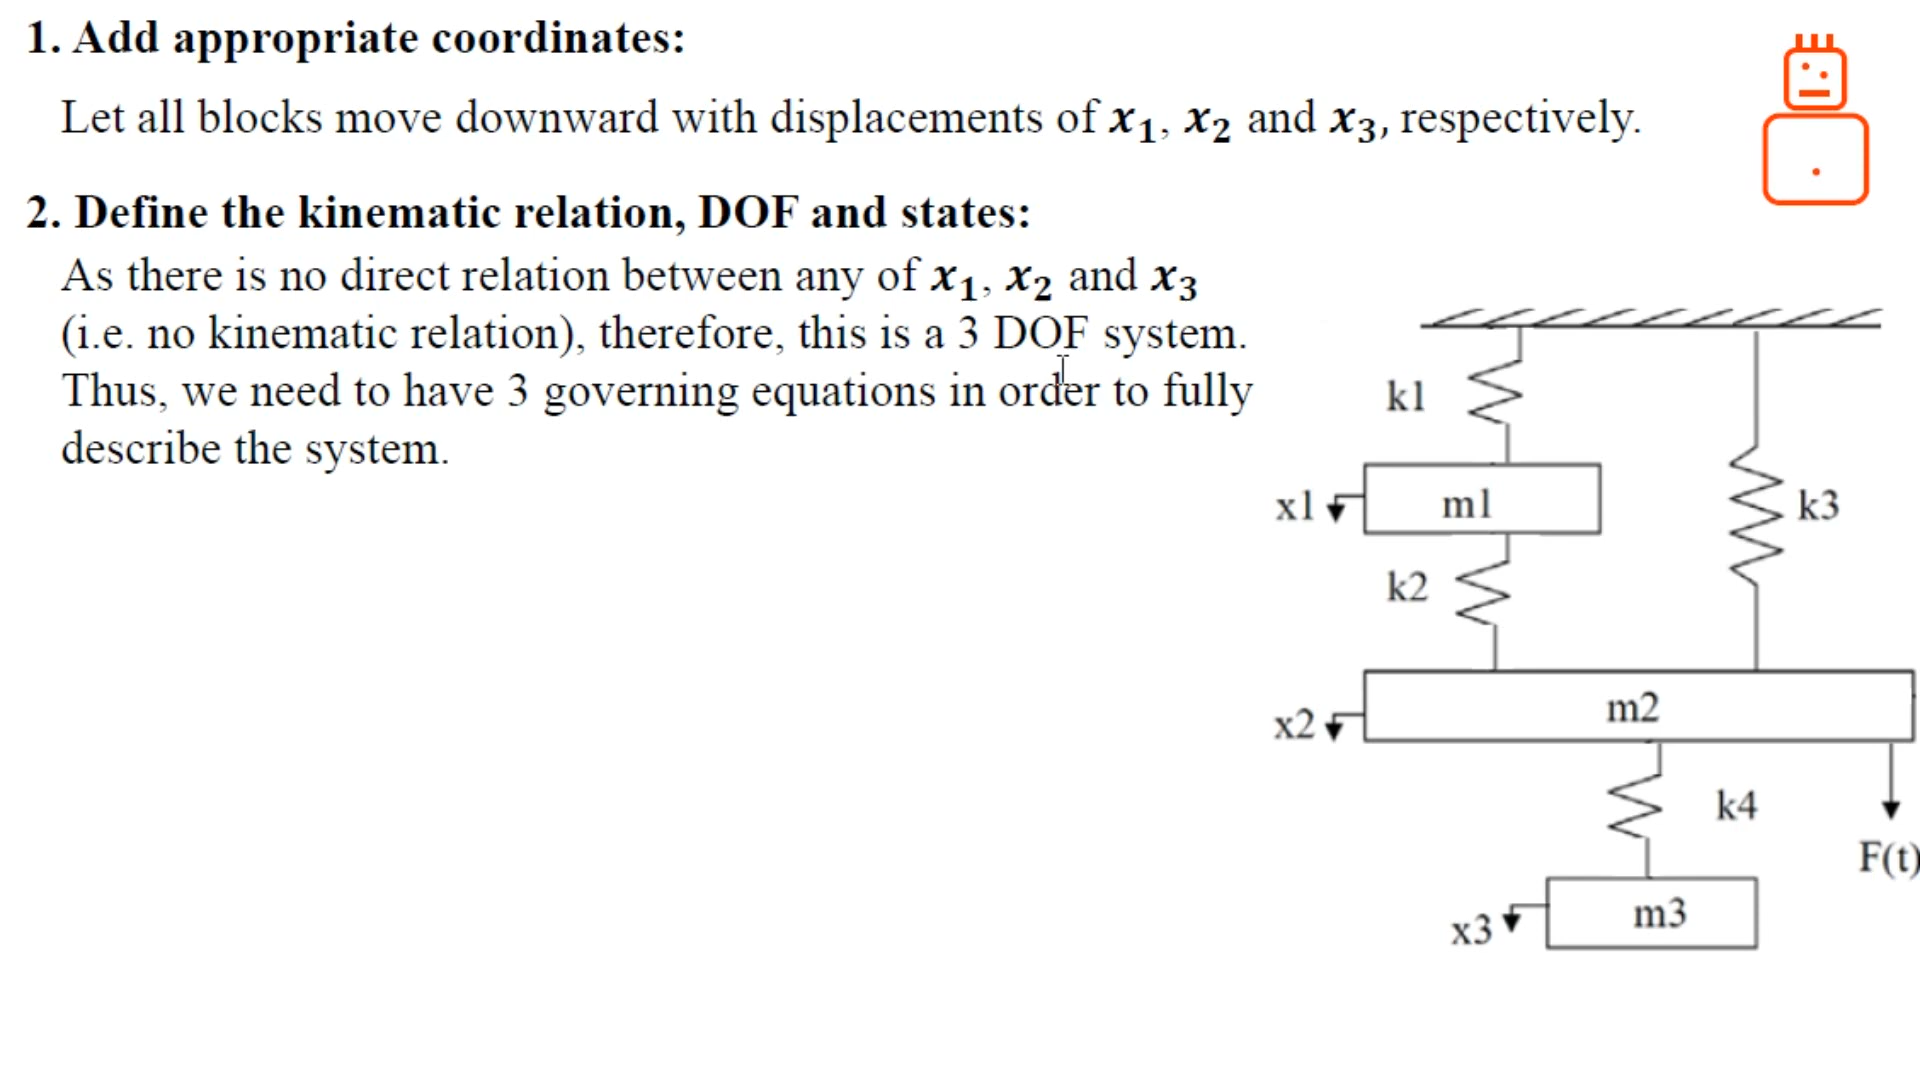 1. Add appropriate coordinates:
Let all blocks move downward with displacements of x₁, x₂ and x₃, respectively.
2. Define the kinematic relation, DOF and states:
As there is no direct relation between any of x₁, x₂ and x₃
(i.e. no kinematic relation), therefore, this is a 3 DOF system.
Thus, we need to have 3 governing equations in order to fully
describe the system.
k1
x1
m1
k3
k2
x2
m2
k4
F(t)
x3
m3